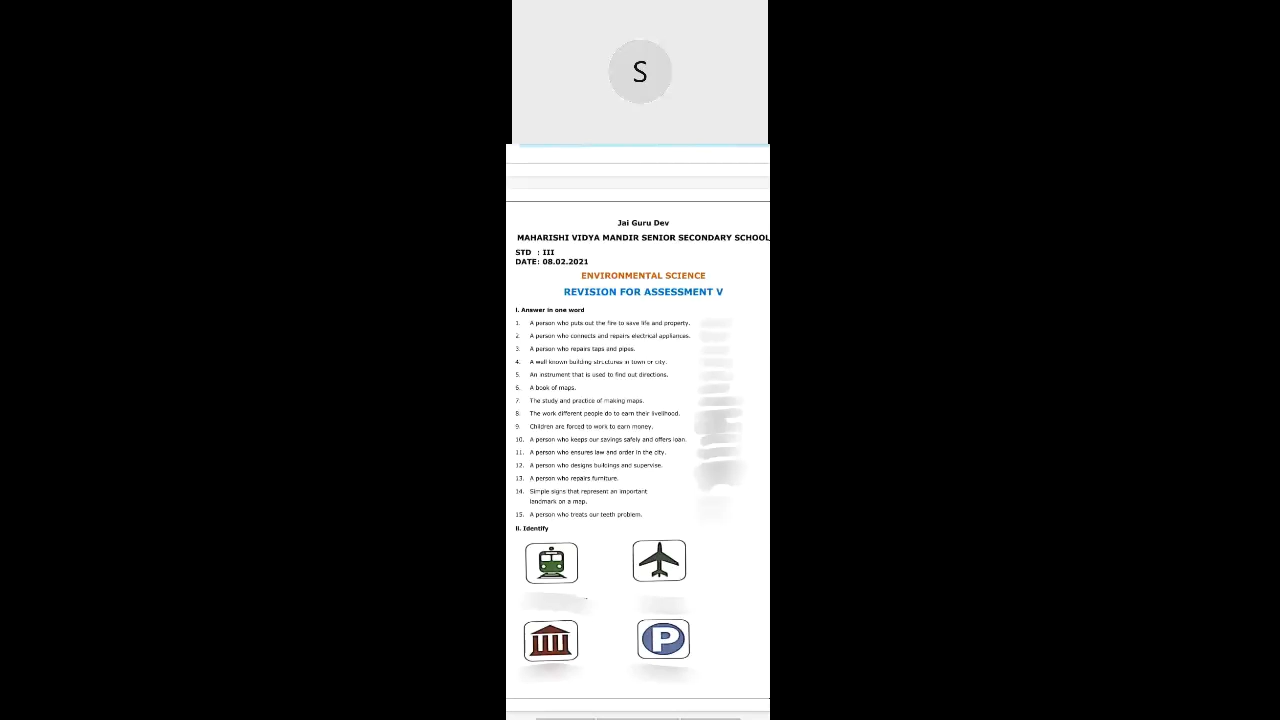 S
Jai Guru Dev
MAHARISHI VIDYA MANDIR SENIOR SECONDARY SCHOOL
STD : III
DATE: 08.02.2021
ENVIRONMENTAL SCIENCE
REVISION FOR ASSESSMENT V
I. Answer in one word
1. A person who puts out the fire to save life and property.
2. A person who connects and repairs electrical appliances.
3. A person who repairs taps and pipes.
4. A well known building structures in town or city.
5. An instrument that is used to find out directions.
6. A book of maps.
7. The study and practice of making maps.
8. The work different people do to earn their livelihood.
9. Children are forced to work to earn money.
10. A person who keeps our savings safely and offers loan.
11. A person who ensures law and order in the city.
12. A person who designs buildings and supervise.
13. A person who repairs furniture.
14. Simple signs that represent an important
landmark on a map.
15. A person who treats our teeth problem.
II. Identify
P